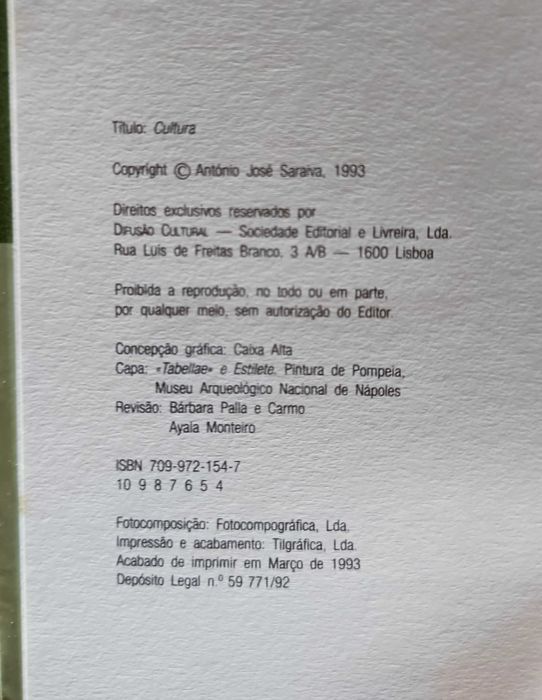 Título: Cultura
Copyright © António José Saraiva, 1993
Direitos exclusivos reservados por
DIFUSÃO CULTURAL — Sociedade Editorial e Livreira, Lda.
Rua Luis de Freitas Branco, 3 A/B — 1600 Lisboa
Proibida a reprodução, no todo ou em parte,
por qualquer meio, sem autorização do Editor.
Concepção gráfica: Caixa Alta
Capa: «Tabellae» e Estilete. Pintura de Pompeia,
Museu Arqueológico Nacional de Nápoles
Revisão: Bárbara Palla e Carmo
Ayala Monteiro
ISBN 709-972-154-7
10 9 8 7 6 5 4
Fotocomposição: Fotocompográfica, Lda.
Impressão e acabamento: Tilgráfica, Lda.
Acabado de imprimir em Março de 1993
Depósito Legal n.º 59 771/92